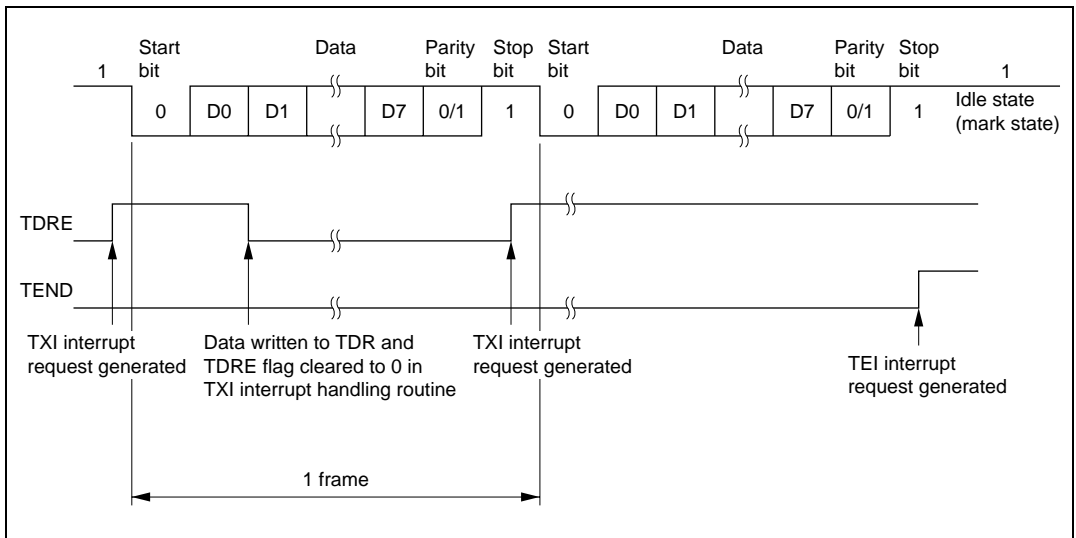 Start Data Parity Stop Start Data Parity Stop
1 bit bit bit bit bit bit 1
0 D0 D1 D7 0/1 1 0 D0 D1 D7 0/1 1 Idle state
(mark state)
TDRE
TEND
TXI interrupt
request generated
Data written to TDR and
TDRE flag cleared to 0 in
TXI interrupt handling routine
TXI interrupt
request generated
TEI interrupt
request generated
1 frame